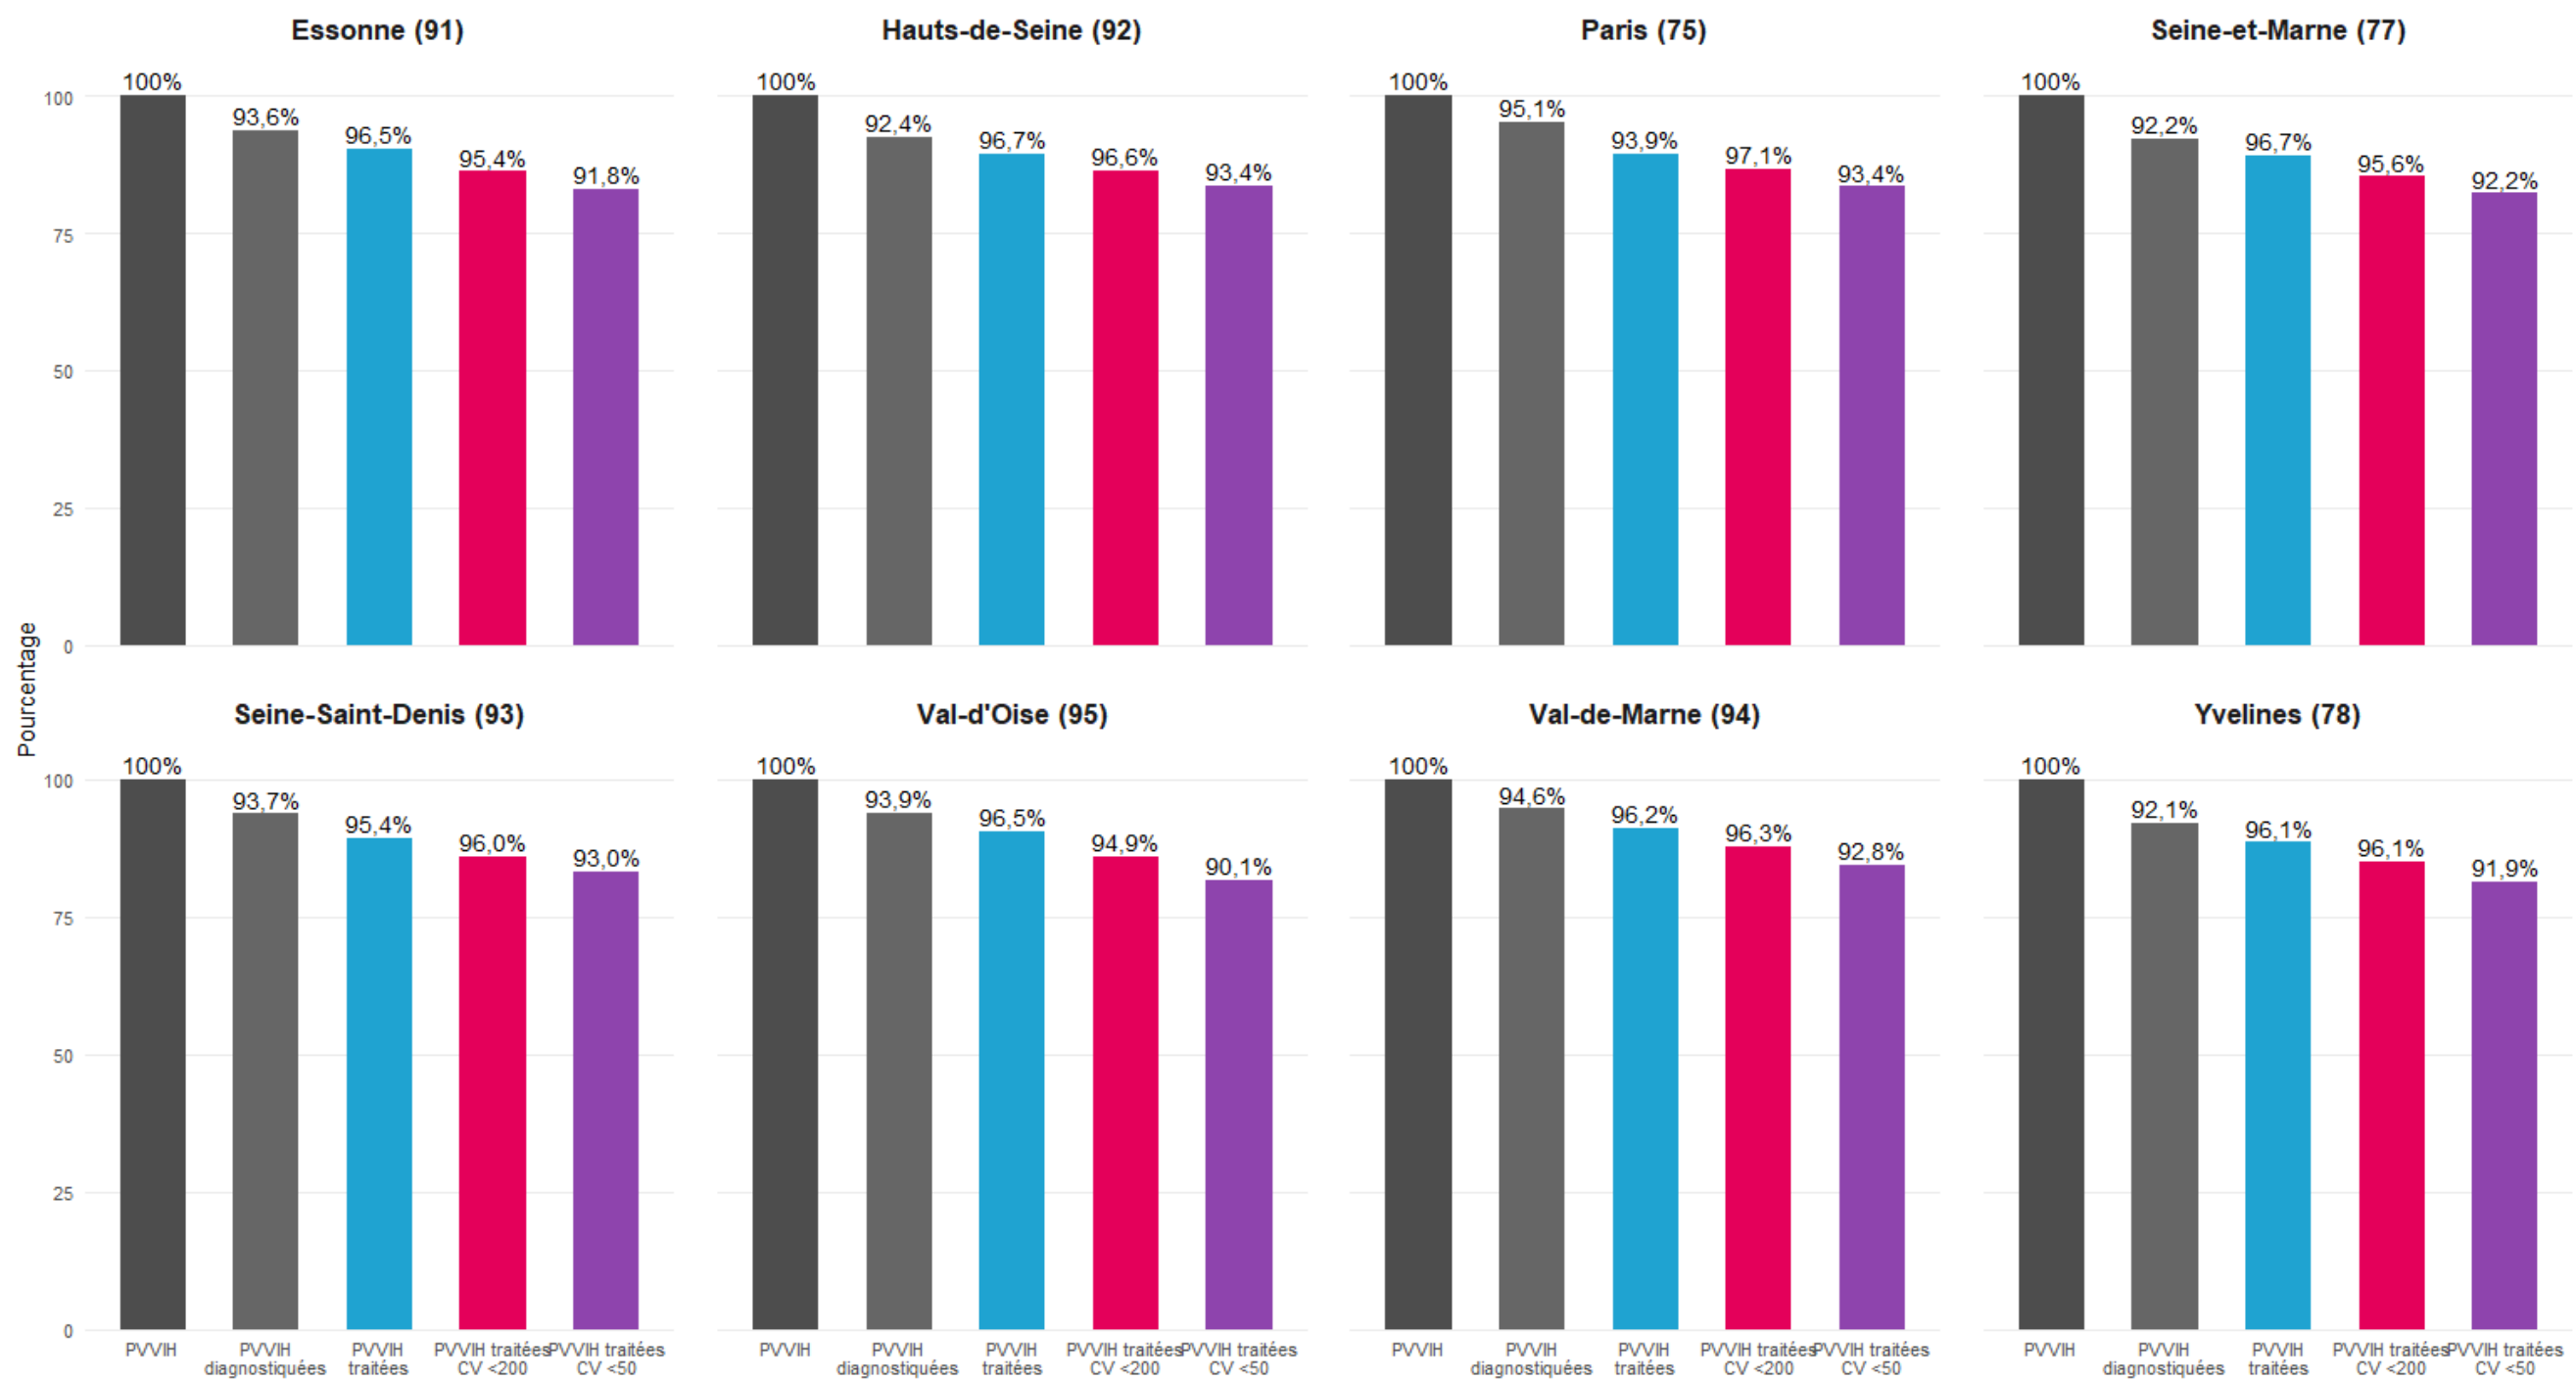 Essonne (91)
Hauts-de-Seine (92)
Paris (75)
Seine-et-Marne (77)
100%
93,6%
96,5%
95,4%
91,8%
100%
92,4%
96,7%
96,6%
93,4%
100%
95,1%
93,9%
97,1%
93,4%
100%
92,2%
96,7%
95,6%
92,2%
100
75
50
25
0
Pourcentage
Seine-Saint-Denis (93)
Val-d'Oise (95)
Val-de-Marne (94)
Yvelines (78)
100%
93,7%
95,4%
96,0%
93,0%
100%
93,9%
96,5%
94,9%
90,1%
100%
94,6%
96,2%
96,3%
92,8%
100%
92,1%
96,1%
96,1%
91,9%
100
75
50
25
0
PVVIH
PVVIH
diagnostiquées
PVVIH
traitées
PVVIH traitées
CV <200
PVVIH traitées
CV <50
PVVIH
PVVIH
diagnostiquées
PVVIH
traitées
PVVIH traitées
CV <200
PVVIH traitées
CV <50
PVVIH
PVVIH
diagnostiquées
PVVIH
traitées
PVVIH traitées
CV <200
PVVIH traitées
CV <50
PVVIH
PVVIH
diagnostiquées
PVVIH
traitées
PVVIH traitées
CV <200
PVVIH traitées
CV <50